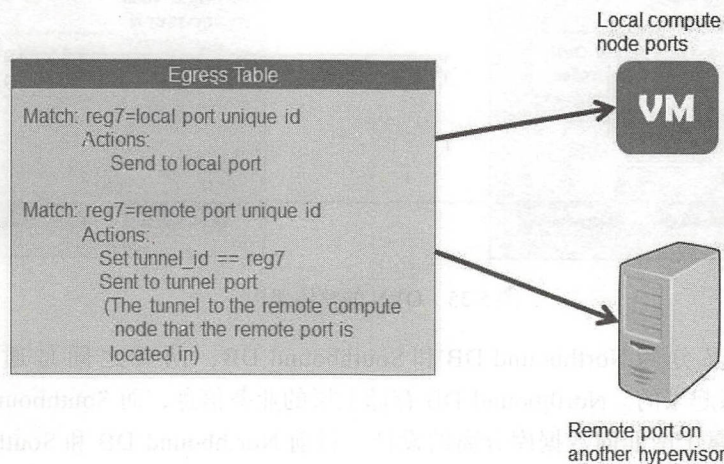 Local compute
node ports
Egress Table
Match: reg7=local port unique id
Actions:
Send to local port
VM
Match: reg7=remote port unique id
Actions:
Set tunnel_id == reg7
Sent to tunnel port
(The tunnel to the remote compute
node that the remote port is
located in)
Remote port on
another hypervisor